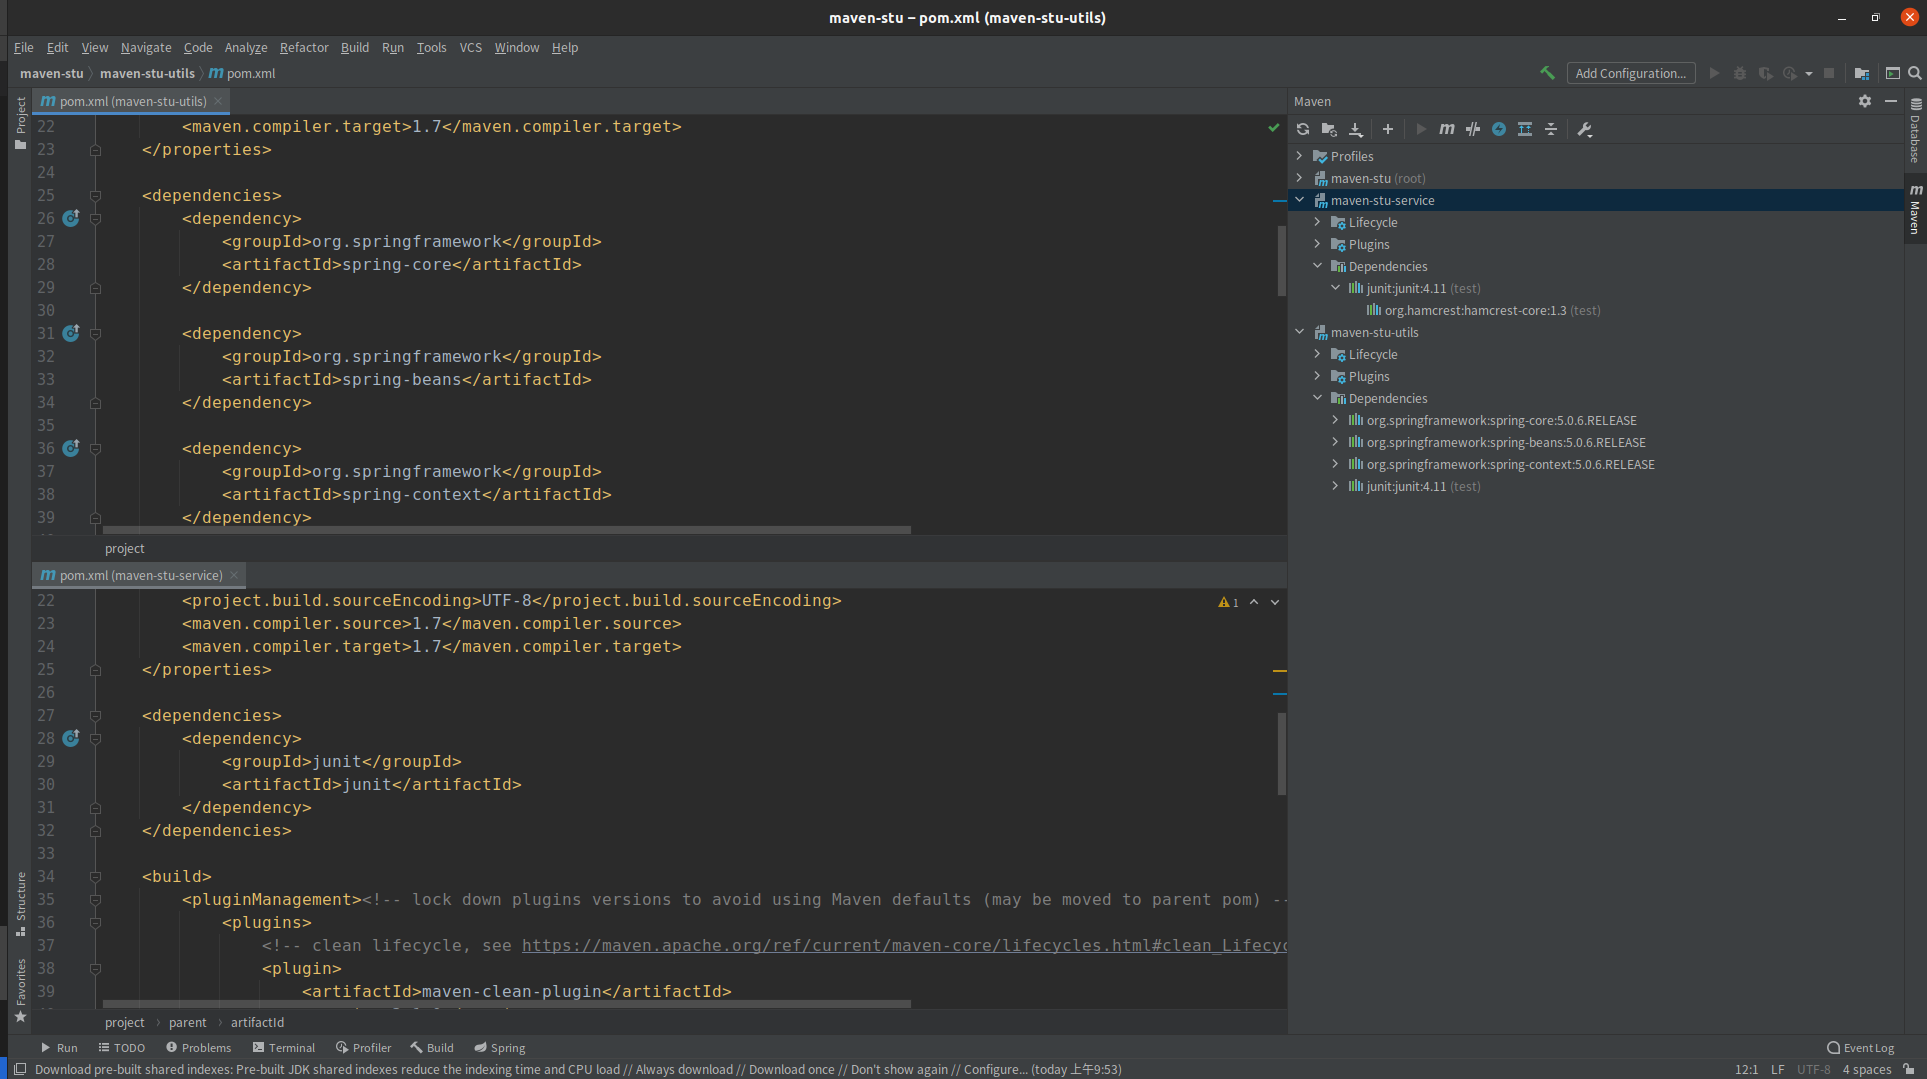 maven-stu – pom.xml (maven-stu-utils)
File Edit View Navigate Code Analyze Refactor Build Run Tools VCS Window Help
maven-stu maven-stu-utils pom.xml
Add Configuration...
Project
pom.xml (maven-stu-utils)
22 <maven.compiler.target>1.7</maven.compiler.target>
23 </properties>
24
25 <dependencies>
26 <dependency>
27 <groupId>org.springframework</groupId>
28 <artifactId>spring-core</artifactId>
29 </dependency>
30
31 <dependency>
32 <groupId>org.springframework</groupId>
33 <artifactId>spring-beans</artifactId>
34 </dependency>
35
36 <dependency>
37 <groupId>org.springframework</groupId>
38 <artifactId>spring-context</artifactId>
39 </dependency>
project
pom.xml (maven-stu-service)
22 <project.build.sourceEncoding>UTF-8</project.build.sourceEncoding>
1
23 <maven.compiler.source>1.7</maven.compiler.source>
24 <maven.compiler.target>1.7</maven.compiler.target>
25 </properties>
26
27 <dependencies>
28 <dependency>
29 <groupId>junit</groupId>
30 <artifactId>junit</artifactId>
31 </dependency>
32 </dependencies>
33
34 <build>
35 <pluginManagement><!-- lock down plugins versions to avoid using Maven defaults (may be moved to parent pom) --
36 <plugins>
37 <!-- clean lifecycle, see https://maven.apache.org/ref/current/maven-core/lifecycles.html#clean_Lifecyc
38 <plugin>
39 <artifactId>maven-clean-plugin</artifactId>
project parent artifactId
Structure
Favorites
Maven
Profiles
maven-stu (root)
maven-stu-service
Lifecycle
Plugins
Dependencies
junit:junit:4.11 (test)
org.hamcrest:hamcrest-core:1.3 (test)
maven-stu-utils
Lifecycle
Plugins
Dependencies
org.springframework:spring-core:5.0.6.RELEASE
org.springframework:spring-beans:5.0.6.RELEASE
org.springframework:spring-context:5.0.6.RELEASE
junit:junit:4.11 (test)
Database
Maven
Run TODO Problems Terminal Profiler Build Spring
Event Log
Download pre-built shared indexes: Pre-built JDK shared indexes reduce the indexing time and CPU load // Always download // Download once // Don't show again // Configure... (today 上午9:53)
12:1 LF UTF-8 4 spaces